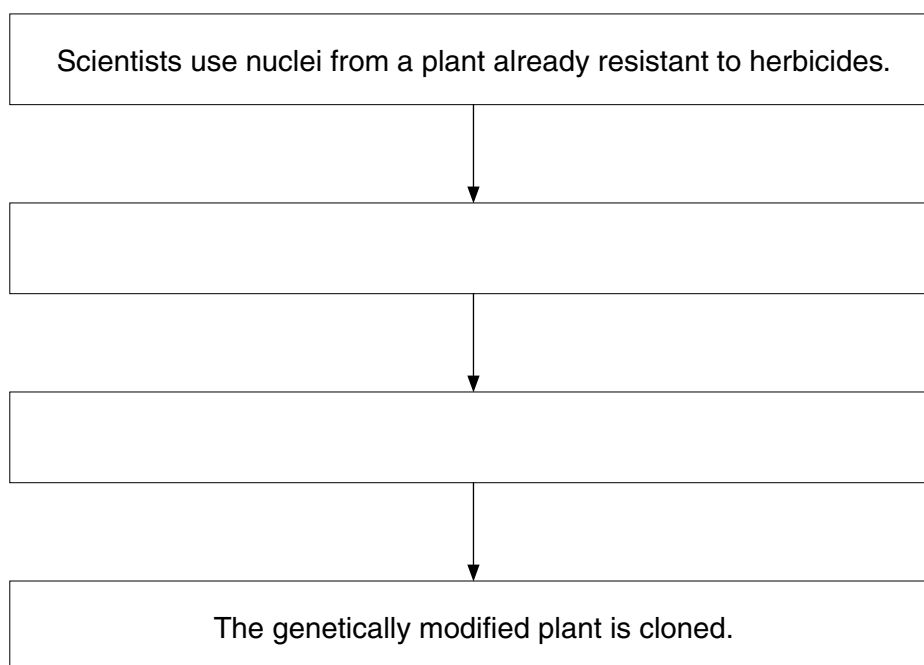 Scientists use nuclei from a plant already resistant to herbicides.
The genetically modified plant is cloned.